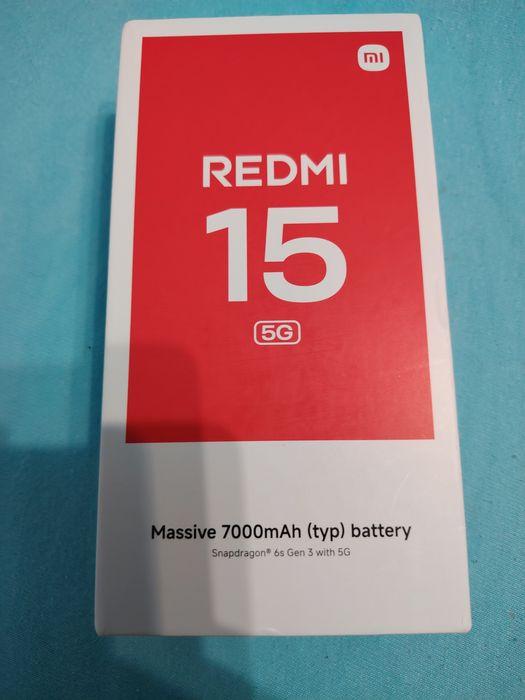 mi
REDMI
15
5G
Massive 7000mAh (typ) battery
Snapdragon® 6s Gen 3 with 5G